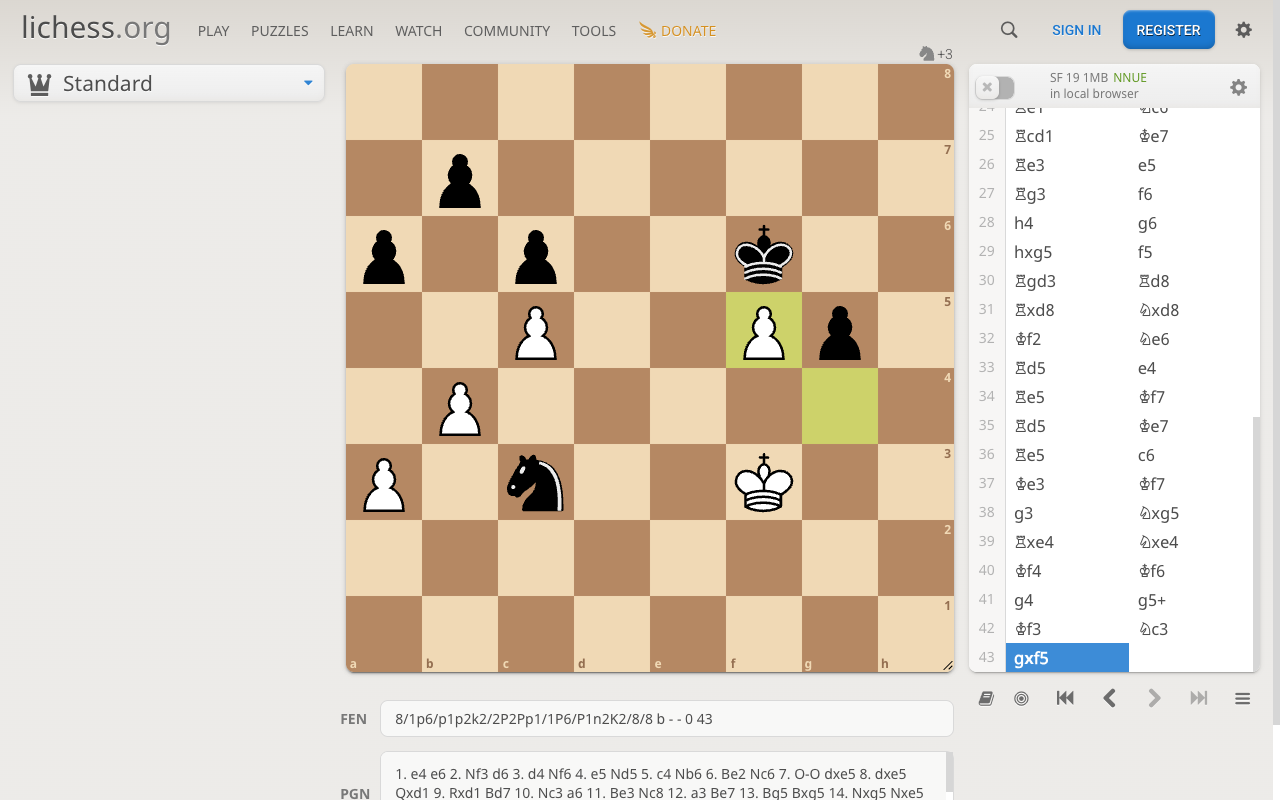 lichess.org PLAY PUZZLES LEARN WATCH COMMUNITY TOOLS DONATE SIGN IN REGISTER
+3
Standard
SF 19 1MB NNUE
in local browser
25 ♖cd1 ♔e7
26 ♖e3 e5
27 ♖g3 f6
28 h4 g6
29 hxg5 f5
30 ♖gd3 ♖d8
31 ♖xd8 ♘xd8
32 ♔f2 ♘e6
33 ♖d5 e4
34 ♖e5 ♔f7
35 ♖d5 ♔e7
36 ♖e5 c6
37 ♔e3 ♔f7
38 g3 ♘xg5
39 ♖xe4 ♘xe4
40 ♔f4 ♔f6
41 g4 g5+
42 ♔f3 ♘c3
43 gxf5
8
7
6
5
4
3
2
1
a b c d e f g h
FEN 8/1p6/p1p2k2/2P2Pp1/1P6/P1n2K2/8/8 b - - 0 43
PGN 1. e4 e6 2. Nf3 d6 3. d4 Nf6 4. e5 Nd5 5. c4 Nb6 6. Be2 Nc6 7. O-O dxe5 8. dxe5
Qxd1 9. Rxd1 Bd7 10. Nc3 a6 11. Be3 Nc8 12. a3 Be7 13. Bg5 Bxg5 14. Nxg5 Nxe5